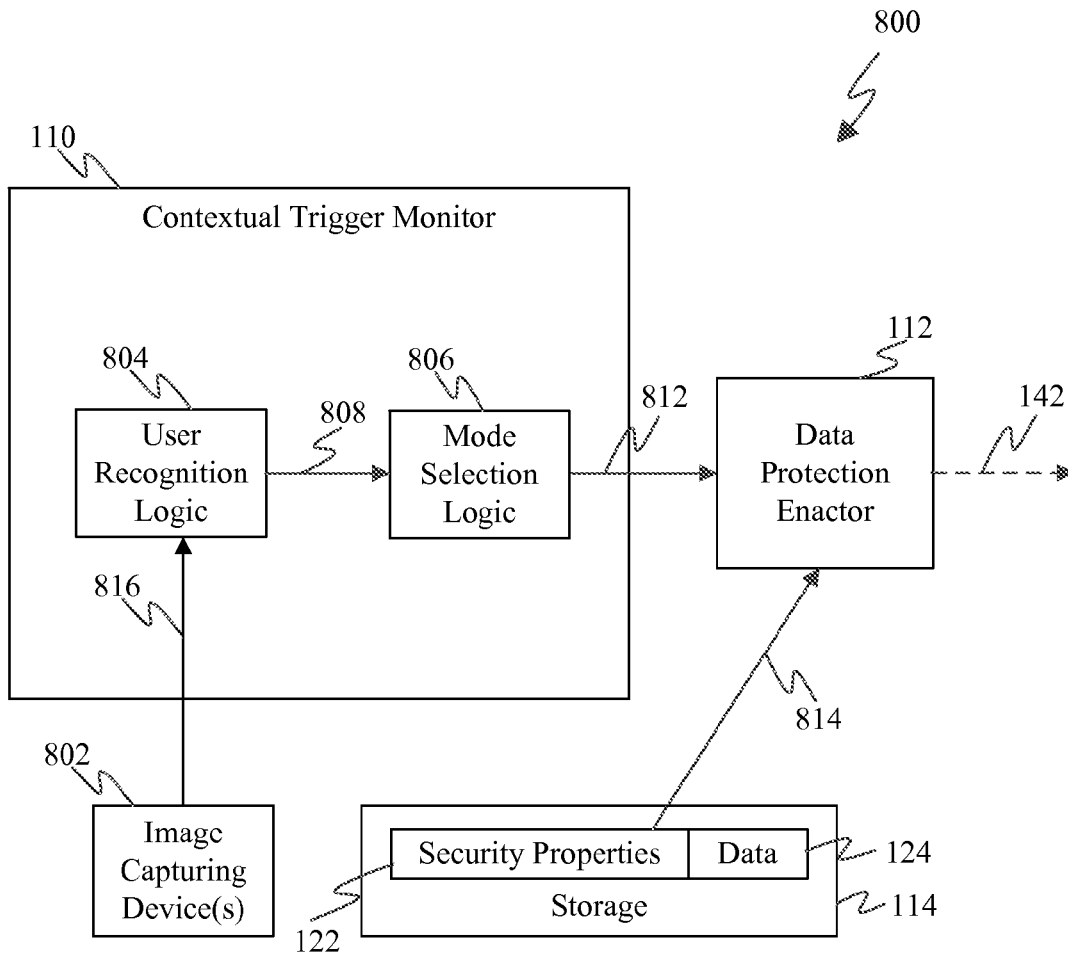 800
110
Contextual Trigger Monitor
112
804
806
812
142
808
User
Recognition
Logic
Mode
Selection
Logic
Data
Protection
Enactor
816
814
802
Image
Capturing
Device(s)
Security Properties
Data
124
Storage
114
122